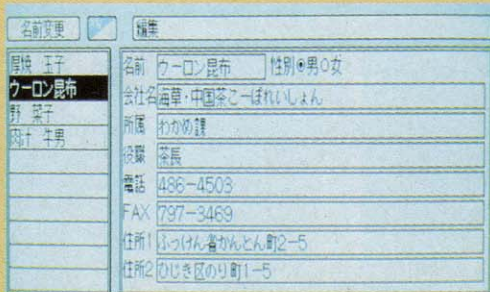 名前変更 編集
厚焼 玉子
ウーロン昆布
野 菜子
肉汁 牛男
名前 ウーロン昆布 性別◉男○女
会社名 海草・中国茶こーぽれいしょん
所属 わかめ課
役職 茶長
電話 486-4503
FAX 797-3469
住所1 ふっけん省かんとん町2-5
住所2 ひじき区のり町1-5